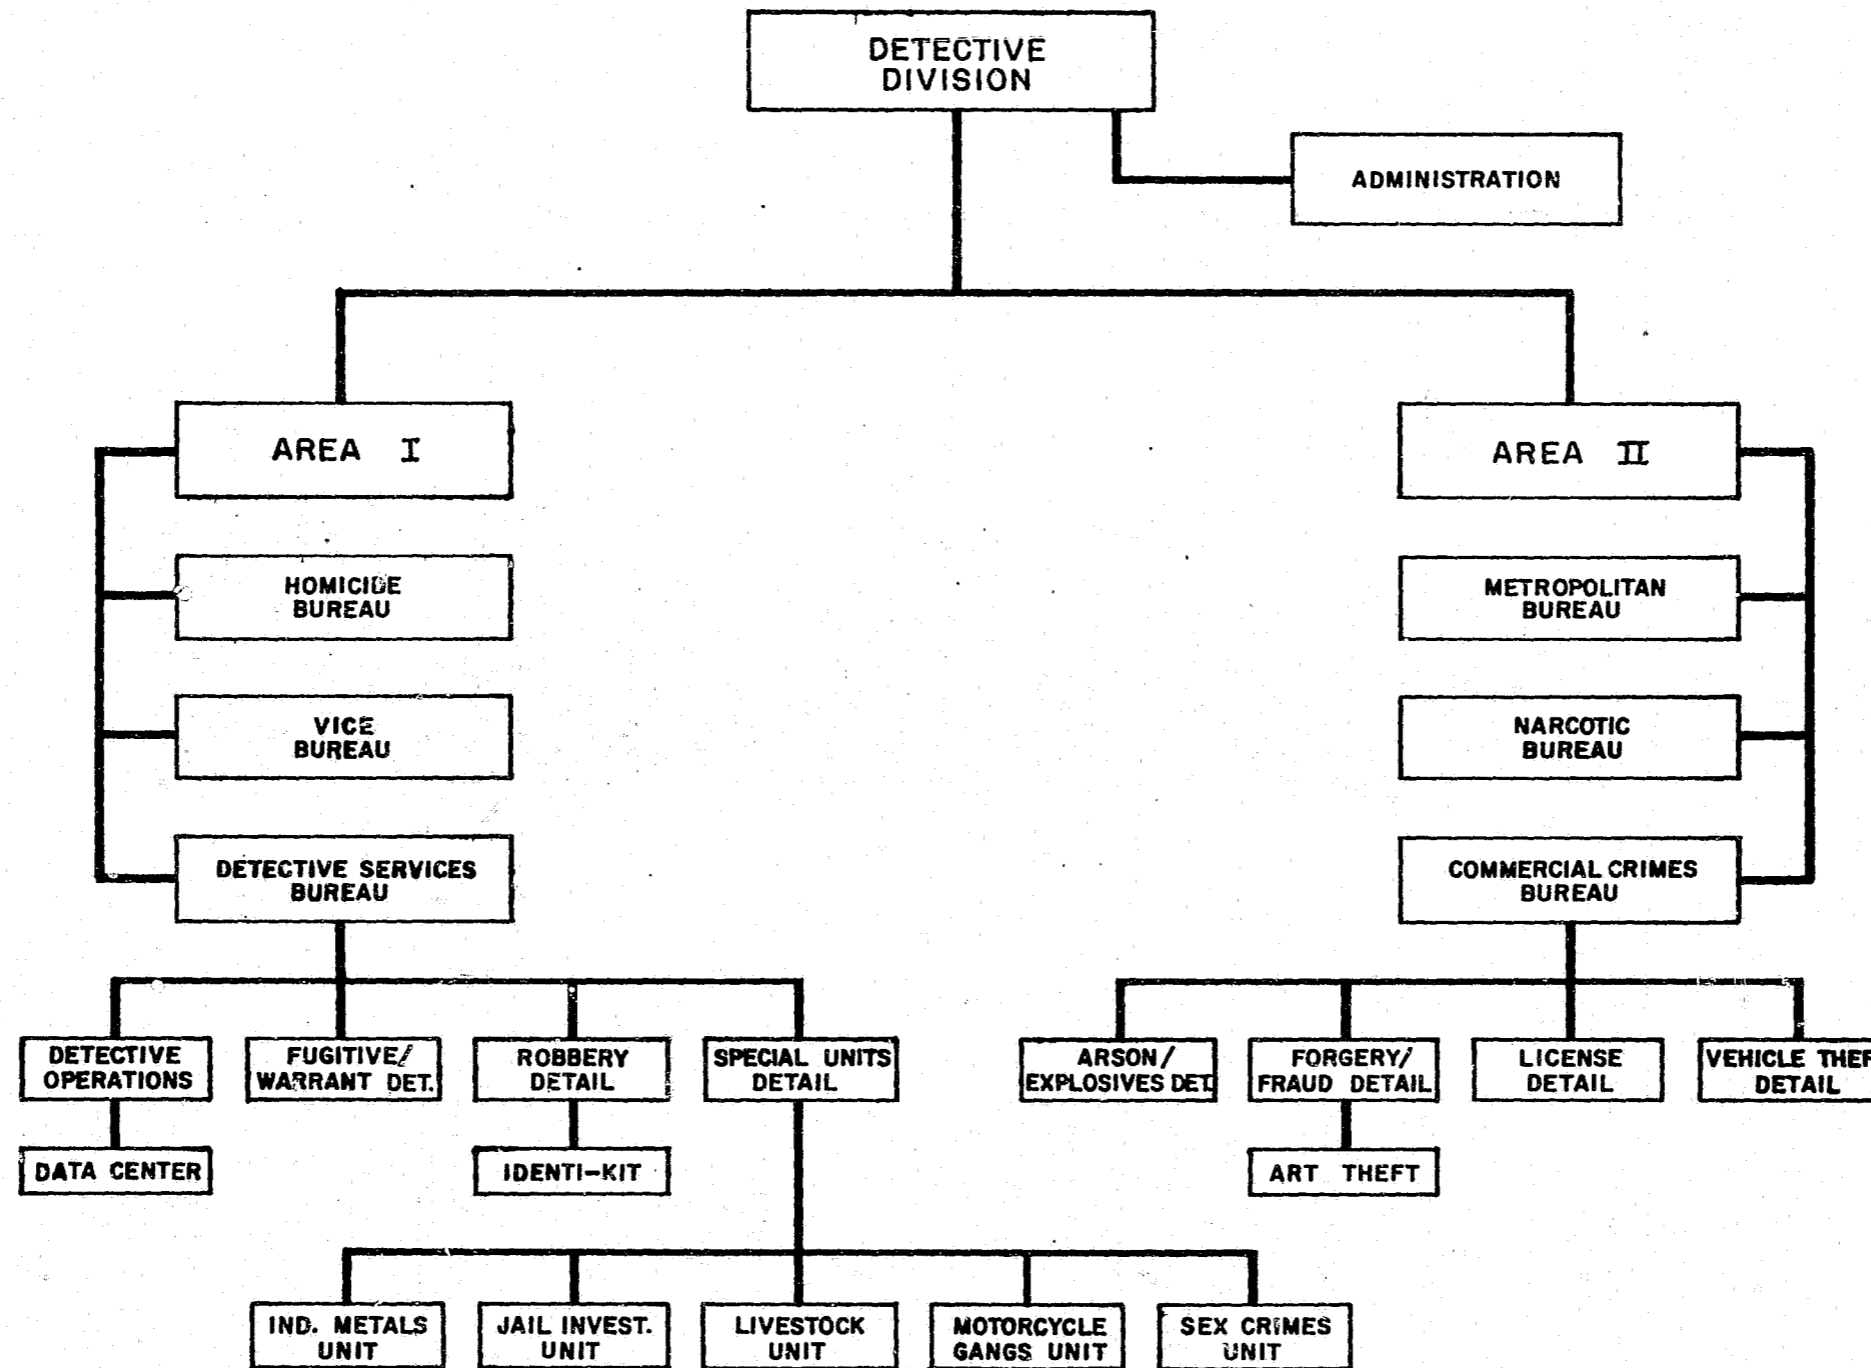 DETECTIVE
DIVISION
ADMINISTRATION
AREA I
AREA II
HOMICIDE
BUREAU
METROPOLITAN
BUREAU
VICE
BUREAU
NARCOTIC
BUREAU
DETECTIVE SERVICES
BUREAU
COMMERCIAL CRIMES
BUREAU
DETECTIVE
OPERATIONS
FUGITIVE/
WARRANT DET.
ROBBERY
DETAIL
SPECIAL UNITS
DETAIL
ARSON/
EXPLOSIVES DET.
FORGERY/
FRAUD DETAIL
LICENSE
DETAIL
VEHICLE THEF
DETAIL
DATA CENTER
IDENTI-KIT
ART THEFT
IND. METALS
UNIT
JAIL INVEST.
UNIT
LIVESTOCK
UNIT
MOTORCYCLE
GANGS UNIT
SEX CRIMES
UNIT